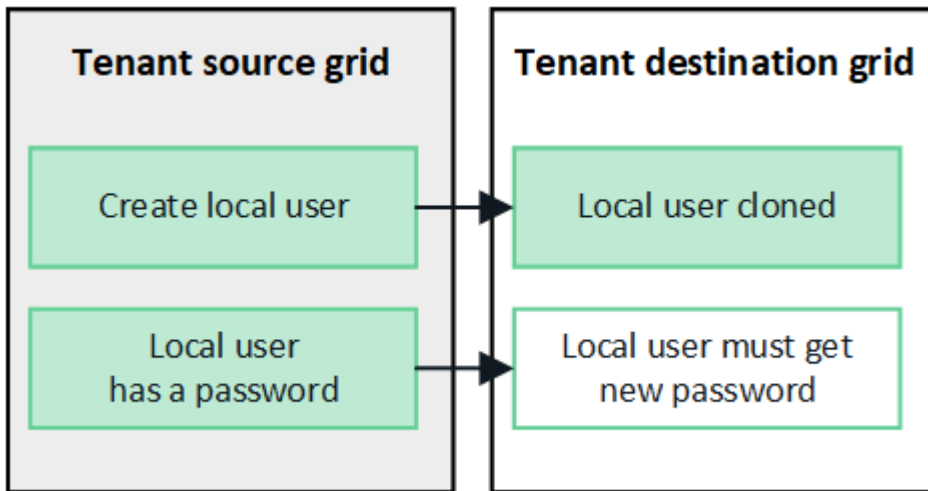 Tenant source grid
Create local user
Local user
has a password
Tenant destination grid
Local user cloned
Local user must get
new password